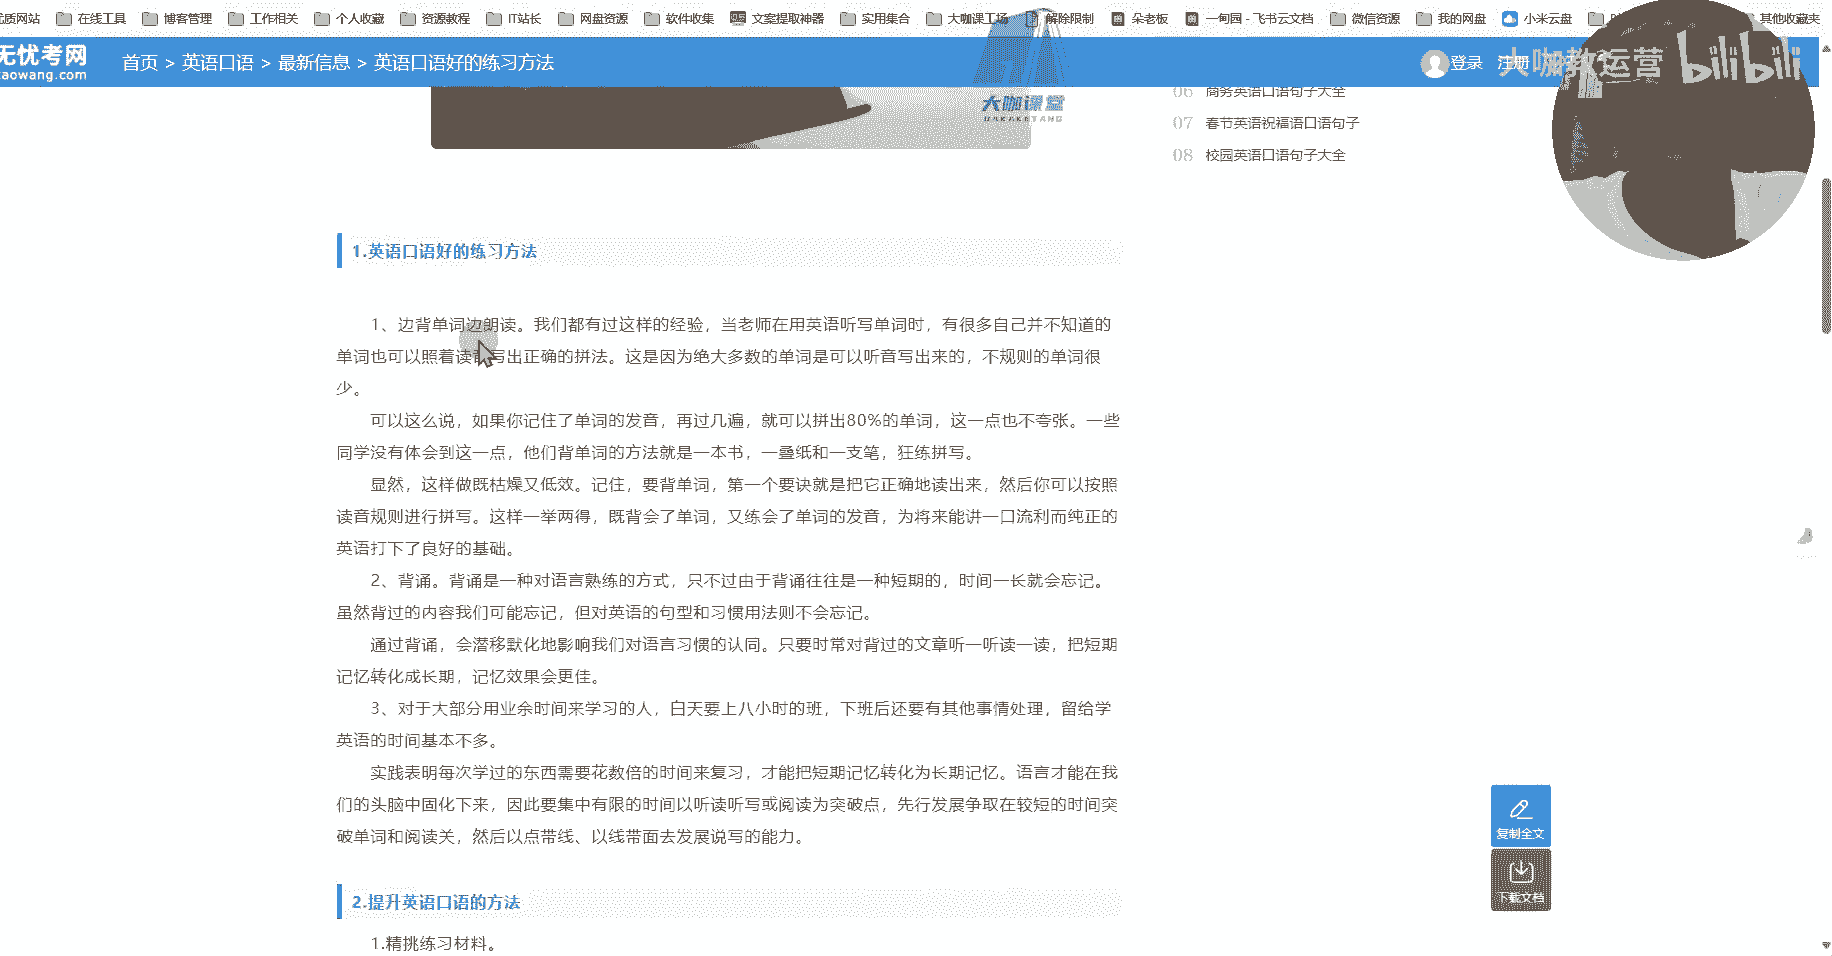 优质网站 在线工具 博客管理 工作相关 个人收藏 资源教程 IT站长 网盘资源 软件收集 文案提取神器 实用集合 大咖课工场 解除限制 朵老板 一甸园 - 飞书云文档 微信资源 我的网盘 小米云盘 其他收藏夹
无忧考网
taowang.com
首页 > 英语口语 > 最新信息 > 英语口语好的练习方法
登录 注册
大咖教运营 bilibili
大咖课堂
DAKAKETANG
06 商务英语口语句子大全
07 春节英语祝福语口语句子
08 校园英语口语句子大全
1.英语口语好的练习方法
1、边背单词边朗读。我们都有过这样的经验，当老师在用英语听写单词时，有很多自己并不知道的
单词也可以照着读音写出正确的拼法。这是因为绝大多数的单词是可以听音写出来的，不规则的单词很
少。
可以这么说，如果你记住了单词的发音，再过几遍，就可以拼出80%的单词，这一点也不夸张。一些
同学没有体会到这一点，他们背单词的方法就是一本书，一叠纸和一支笔，狂练拼写。
显然，这样做既枯燥又低效。记住，要背单词，第一个要诀就是把它正确地读出来，然后你可以按照
读音规则进行拼写。这样一举两得，既背会了单词，又练会了单词的发音，为将来能讲一口流利而纯正的
英语打下了良好的基础。
2、背诵。背诵是一种对语言熟练的方式，只不过由于背诵往往是一种短期的，时间一长就会忘记。
虽然背过的内容我们可能忘记，但对英语的句型和习惯用法则不会忘记。
通过背诵，会潜移默化地影响我们对语言习惯的认同。只要时常对背过的文章听一听读一读，把短期
记忆转化成长期，记忆效果会更佳。
3、对于大部分用业余时间来学习的人，白天要上八小时的班，下班后还要有其他事情处理，留给学
英语的时间基本不多。
实践表明每次学过的东西需要花数倍的时间来复习，才能把短期记忆转化为长期记忆。语言才能在我
们的头脑中固化下来，因此要集中有限的时间以听读听写或阅读为突破点，先行发展争取在较短的时间突
破单词和阅读关，然后以点带线、以线带面去发展说写的能力。
复制全文
下载文档
2.提升英语口语的方法
1.精挑练习材料。